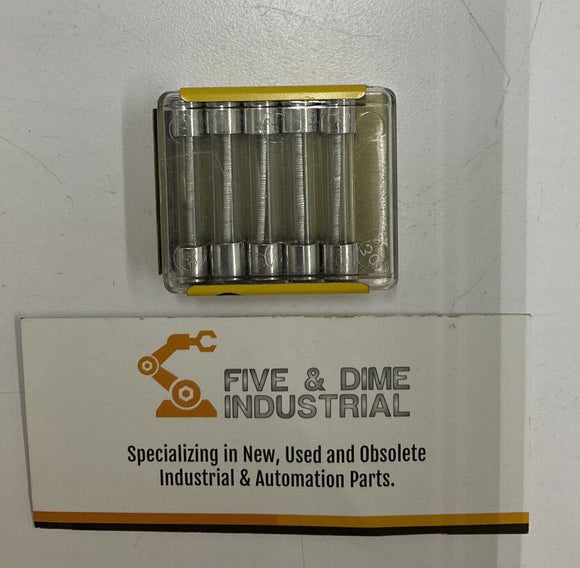 FIVE & DIME
INDUSTRIAL
Specializing in New, Used and Obsolete
Industrial & Automation Parts.